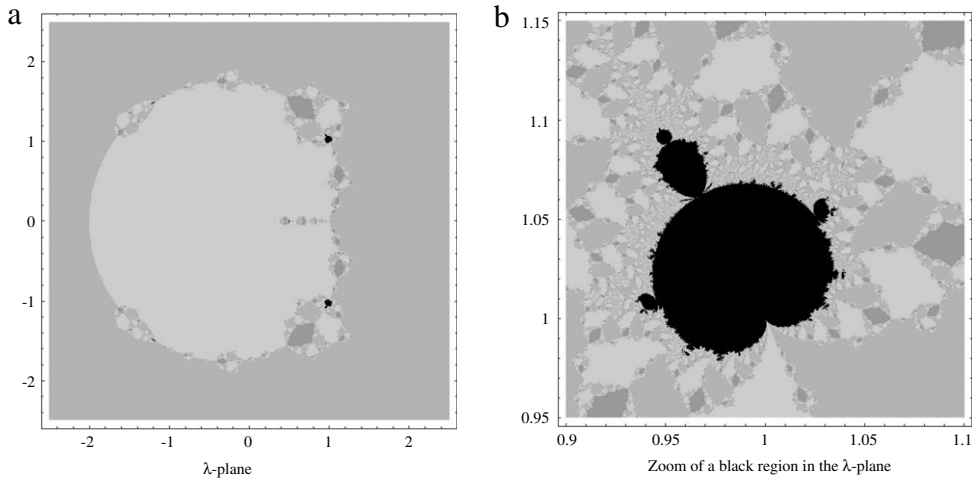 a
2
1
0
-1
-2
-2 -1 0 1 2
λ-plane
b
1.15
1.1
1.05
1
0.95
0.9 0.95 1 1.05 1.1
Zoom of a black region in the λ-plane